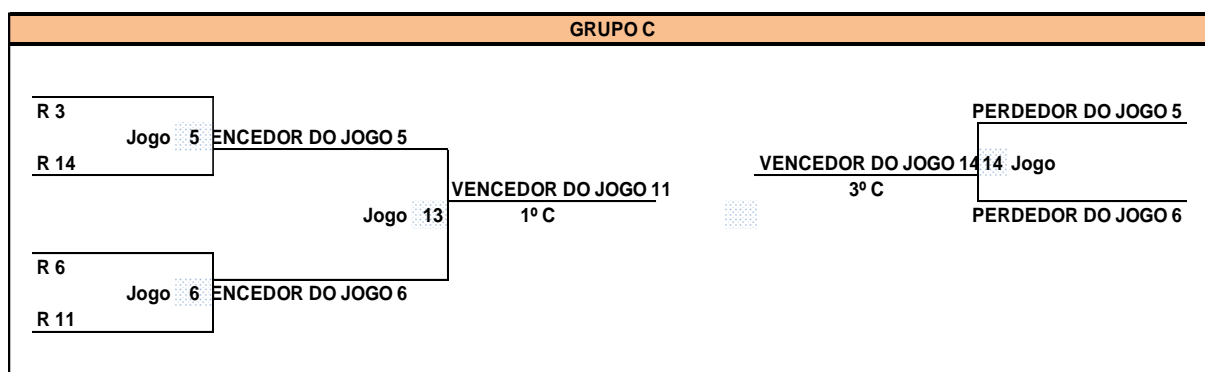 GRUPO C
R 3
PERDEDOR DO JOGO 5
Jogo 5 ENCEDOR DO JOGO 5
R 14
VENCEDOR DO JOGO 14 14 Jogo
VENCEDOR DO JOGO 11
3º C
Jogo 13
1º C
PERDEDOR DO JOGO 6
R 6
Jogo 6 ENCEDOR DO JOGO 6
R 11